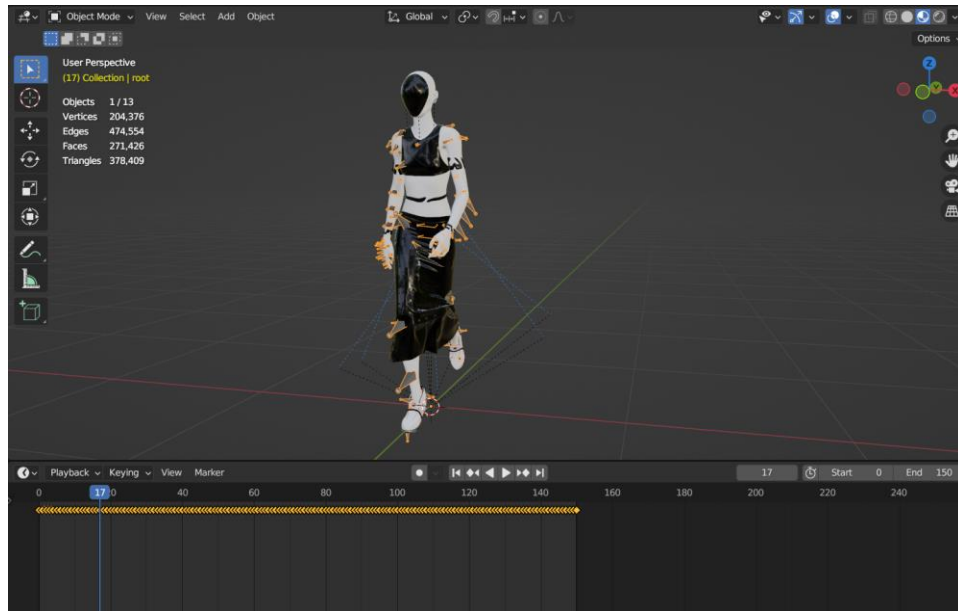 Object Mode View Select Add Object Global
Options
User Perspective
(17) Collection | root
Objects 1 / 13
Vertices 204,376
Edges 474,554
Faces 271,426
Triangles 378,409
Z
Y
X
Playback Keying View Marker 17 Start 0 End 150
0 17 20 40 60 80 100 120 140 160 180 200 220 240